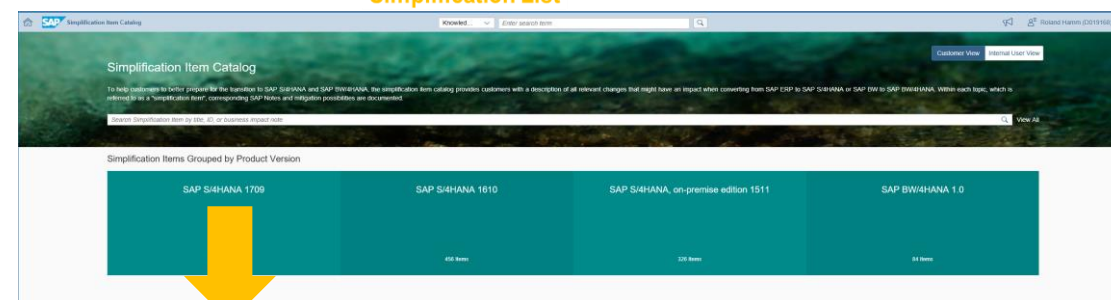 Simplification List
SAP Simplification Item Catalog
Knowled...
Enter search term
Roland Hamm (D019168
Customer View Internal User View
Simplification Item Catalog
To help customers to better prepare for the transition to SAP S/4HANA and SAP BW/4HANA, the simplification item catalog provides customers with a description of all relevant changes that might have an impact when converting from SAP ERP to SAP S/4HANA or SAP BW to SAP BW/4HANA. Within each topic, which is
referred to as a "simplification item", corresponding SAP Notes and mitigation possibilities are documented.
Search Simplification Item by title, ID, or business impact note
View All
Simplification Items Grouped by Product Version
SAP S/4HANA 1709
SAP S/4HANA 1610
SAP S/4HANA, on-premise edition 1511
SAP BW/4HANA 1.0
Items
Items
Items